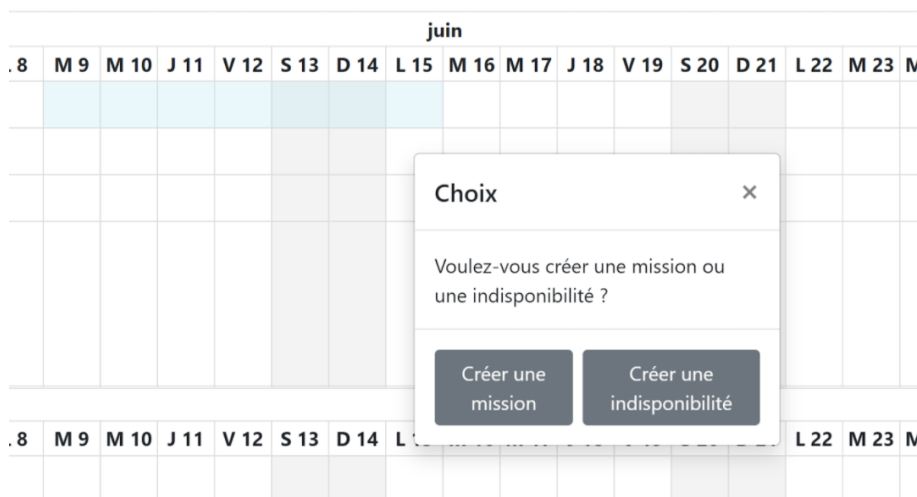 juin
8 M 9 M 10 J 11 V 12 S 13 D 14 L 15 M 16 M 17 J 18 V 19 S 20 D 21 L 22 M 23 M
Choix ×
Voulez-vous créer une mission ou
une indisponibilité ?
Créer une
mission
Créer une
indisponibilité
8 M 9 M 10 J 11 V 12 S 13 D 14 L L 22 M 23 M